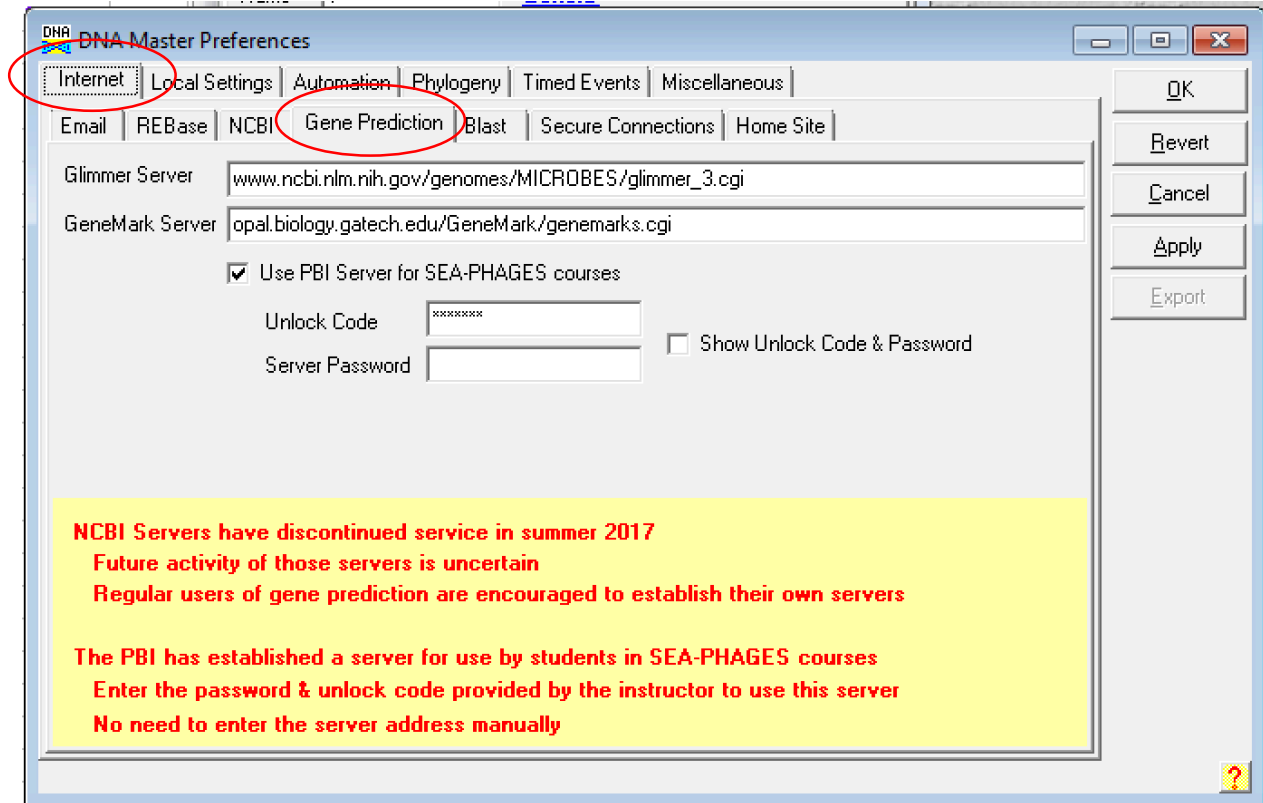 DNA DNA Master Preferences
Internet Local Settings Automation Phylogeny Timed Events Miscellaneous
OK
Email REBase NCBI Gene Prediction Blast Secure Connections Home Site
Revert
Glimmer Server www.ncbi.nlm.nih.gov/genomes/MICROBES/glimmer_3.cgi
Cancel
GeneMark Server opal.biology.gatech.edu/GeneMark/genemarks.cgi
Apply
Use PBI Server for SEA-PHAGES courses
Export
Unlock Code *******
Show Unlock Code & Password
Server Password
NCBI Servers have discontinued service in summer 2017
Future activity of those servers is uncertain
Regular users of gene prediction are encouraged to establish their own servers
The PBI has established a server for use by students in SEA-PHAGES courses
Enter the password & unlock code provided by the instructor to use this server
No need to enter the server address manually
?